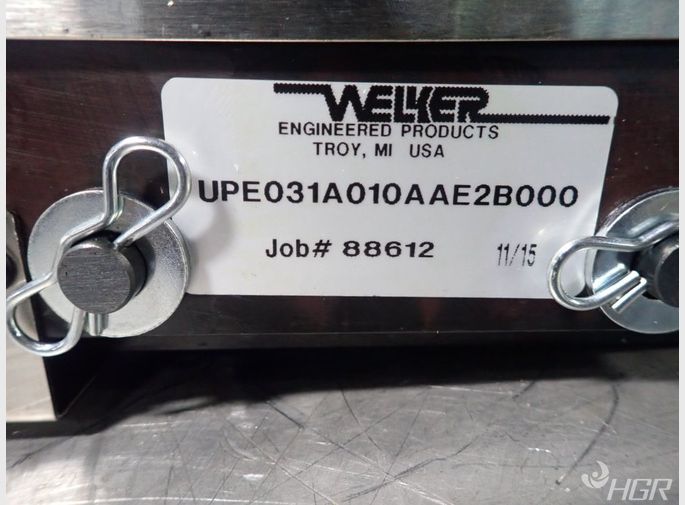 WELKER
ENGINEERED PRODUCTS
TROY, MI USA
UPE031A010AAE2B000
Job# 88612 11/15
HGR